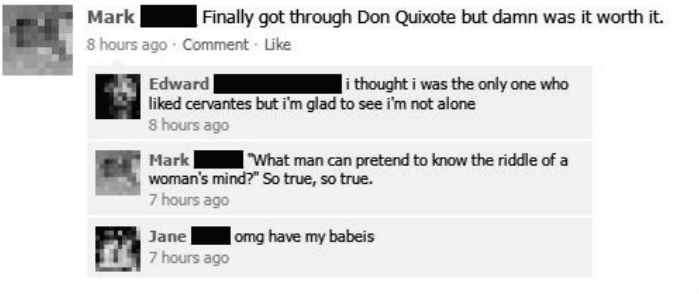 Mark Finally got through Don Quixote but damn was it worth it.
8 hours ago · Comment · Like
Edward i thought i was the only one who
liked cervantes but i'm glad to see i'm not alone
8 hours ago
Mark "What man can pretend to know the riddle of a
woman's mind?" So true, so true.
7 hours ago
Jane omg have my babeis
7 hours ago